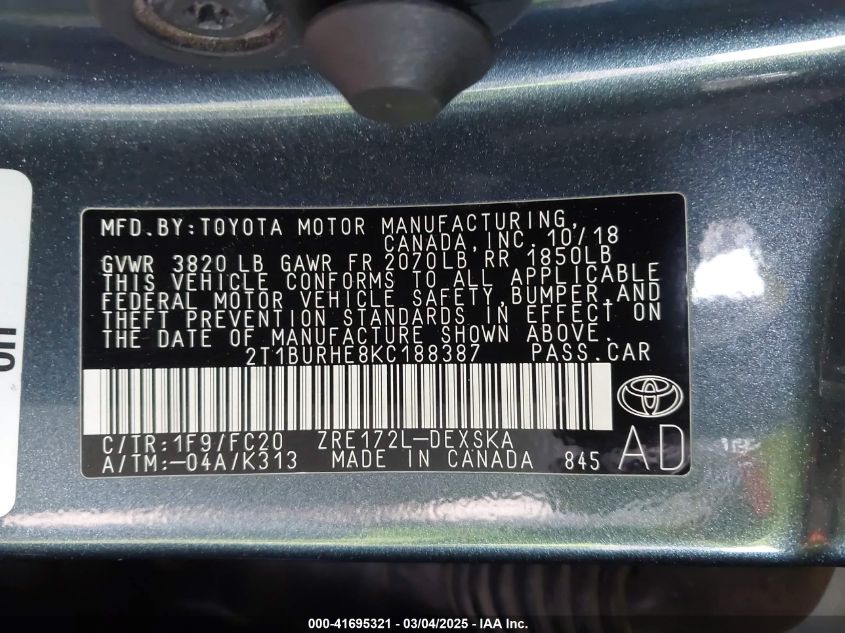 MFD.BY:TOYOTA MOTOR MANUFACTURING,
CANADA,INC. 10/18
GVWR 3820 LB GAWR FR 2070LB RR 1850LB
THIS VEHICLE CONFORMS TO ALL APPLICABLE
FEDERAL MOTOR VEHICLE SAFETY,BUMPER,AND
THEFT PREVENTION STANDARDS IN EFFECT ON
THE DATE OF MANUFACTURE SHOWN ABOVE.
2T1BURHE8KC188387 PASS.CAR
C/TR:1F9/FC20 ZRE172L-DEXSKA
A/TM:-04A/K313 MADE IN CANADA 845 AD
000-41695321 | 03/04/2025 - IAA Inc.